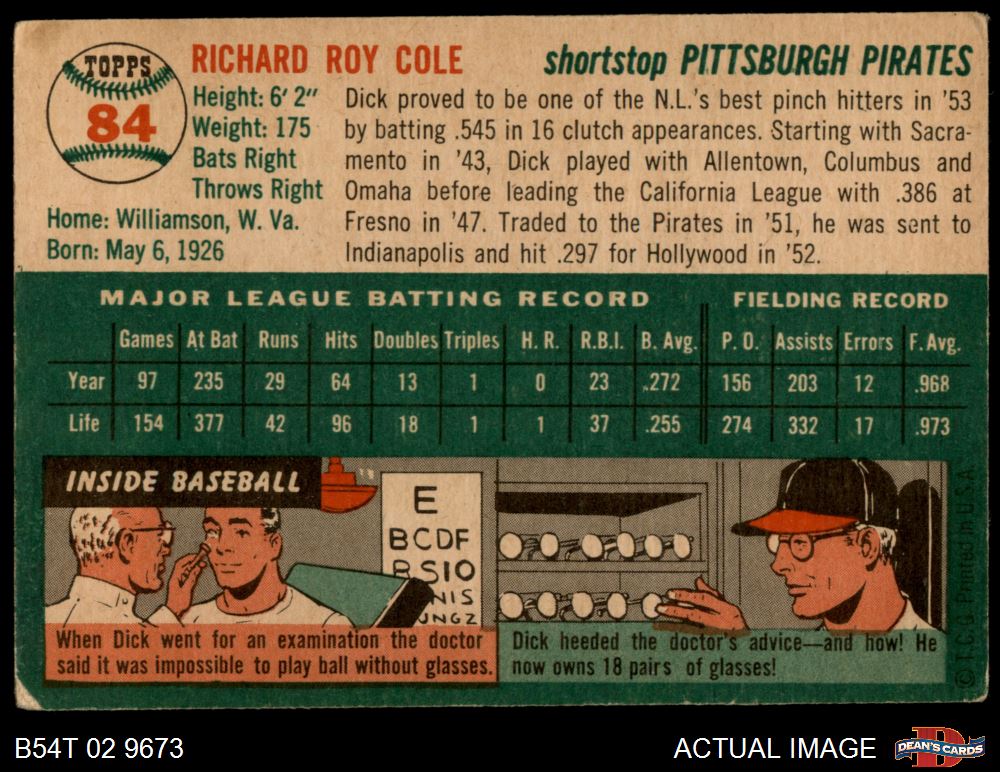 TOPPS
84
RICHARD ROY COLE
shortstop PITTSBURGH PIRATES
Height: 6' 2"
Weight: 175
Bats Right
Throws Right
Home: Williamson, W. Va.
Born: May 6, 1926
Dick proved to be one of the N.L.'s best pinch hitters in '53
by batting .545 in 16 clutch appearances. Starting with Sacra-
mento in '43, Dick played with Allentown, Columbus and
Omaha before leading the California League with .386 at
Fresno in '47. Traded to the Pirates in '51, he was sent to
Indianapolis and hit .297 for Hollywood in '52.
MAJOR LEAGUE BATTING RECORD FIELDING RECORD
Games At Bat Runs Hits Doubles Triples H. R. R.B.I. B. Avg. P. O. Assists Errors F. Avg.
Year 97 235 29 64 13 1 0 23 .272 156 203 12 .968
Life 154 377 42 96 18 1 1 37 .255 274 332 17 .973
INSIDE BASEBALL
E
BCDF
RSIO
NIS
UNGZ
When Dick went for an examination the doctor
said it was impossible to play ball without glasses.
Dick heeded the doctor's advice—and how! He
now owns 18 pairs of glasses!
© T.C.G. Printed in U.S.A.
B54T 02 9673
ACTUAL IMAGE
D
DEAN'S CARDS